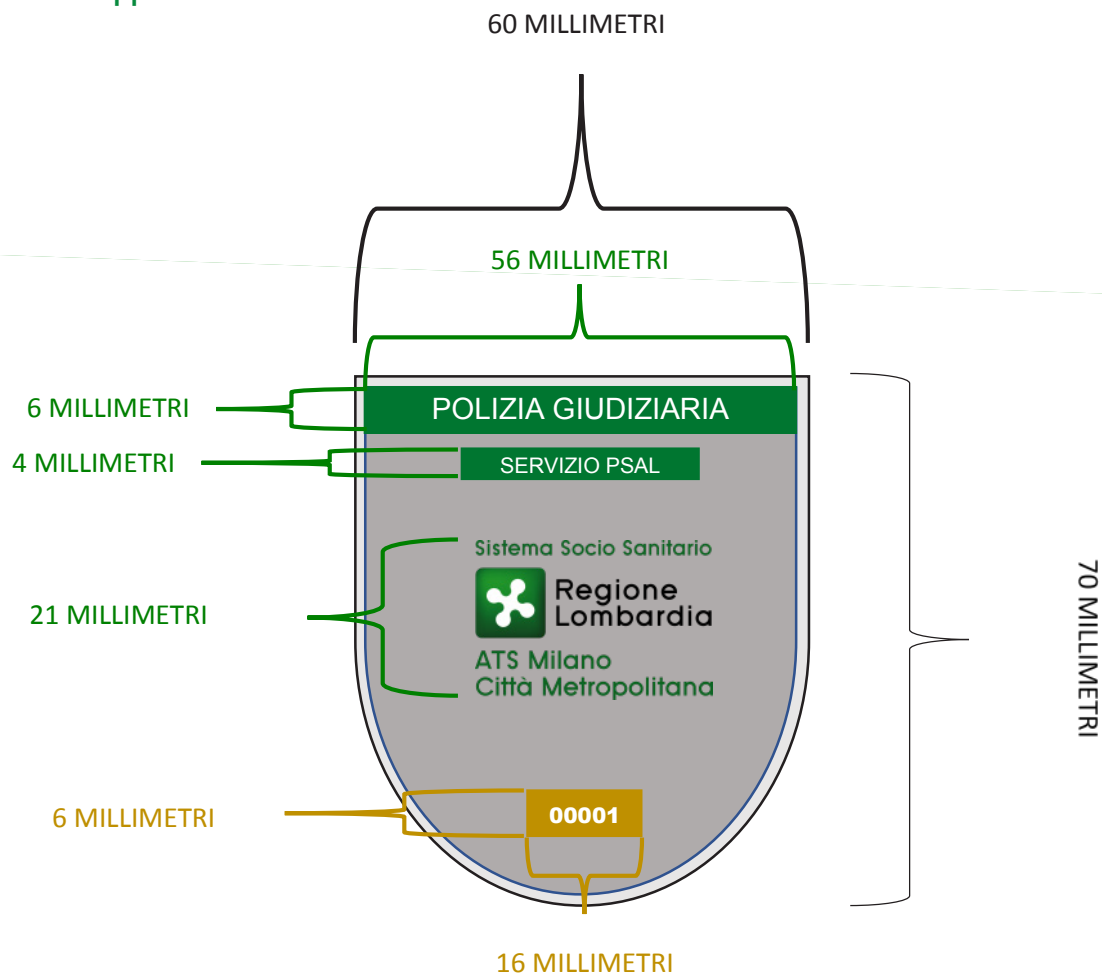 60 MILLIMETRI
56 MILLIMETRI
6 MILLIMETRI
POLIZIA GIUDIZIARIA
4 MILLIMETRI
SERVIZIO PSAL
Sistema Socio Sanitario
Regione
Lombardia
21 MILLIMETRI
ATS Milano
Città Metropolitana
70 MILLIMETRI
6 MILLIMETRI
00001
16 MILLIMETRI